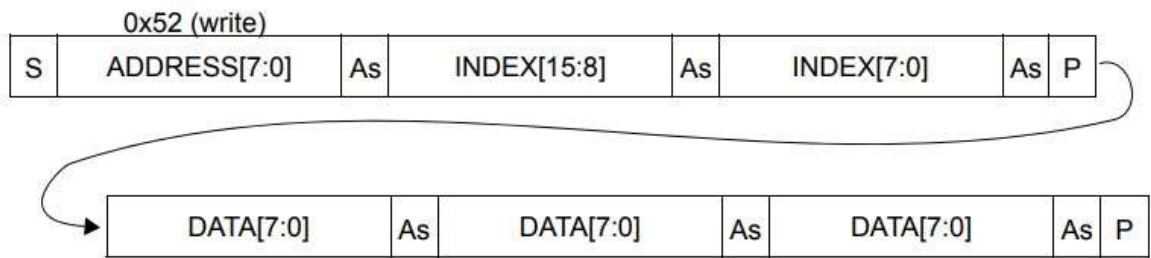 0x52 (write)
S ADDRESS[7:0] As INDEX[15:8] As INDEX[7:0] As P
DATA[7:0] As DATA[7:0] As DATA[7:0] As P